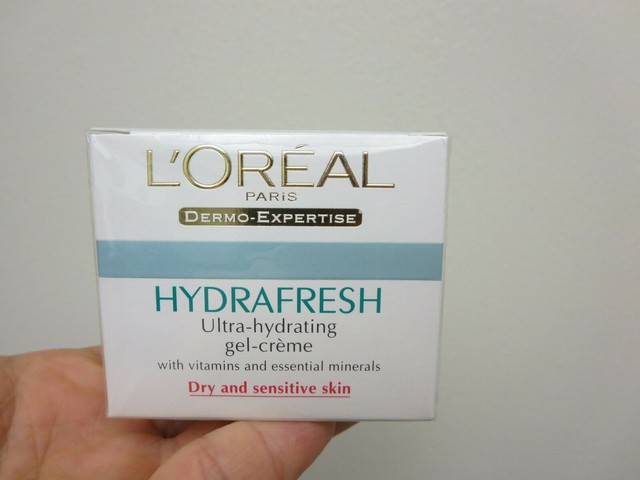 L'ORÉAL
PARIS
DERMO-EXPERTISE
HYDRAFRESH
Ultra-hydrating
gel-crème
with vitamins and essential minerals
Dry and sensitive skin